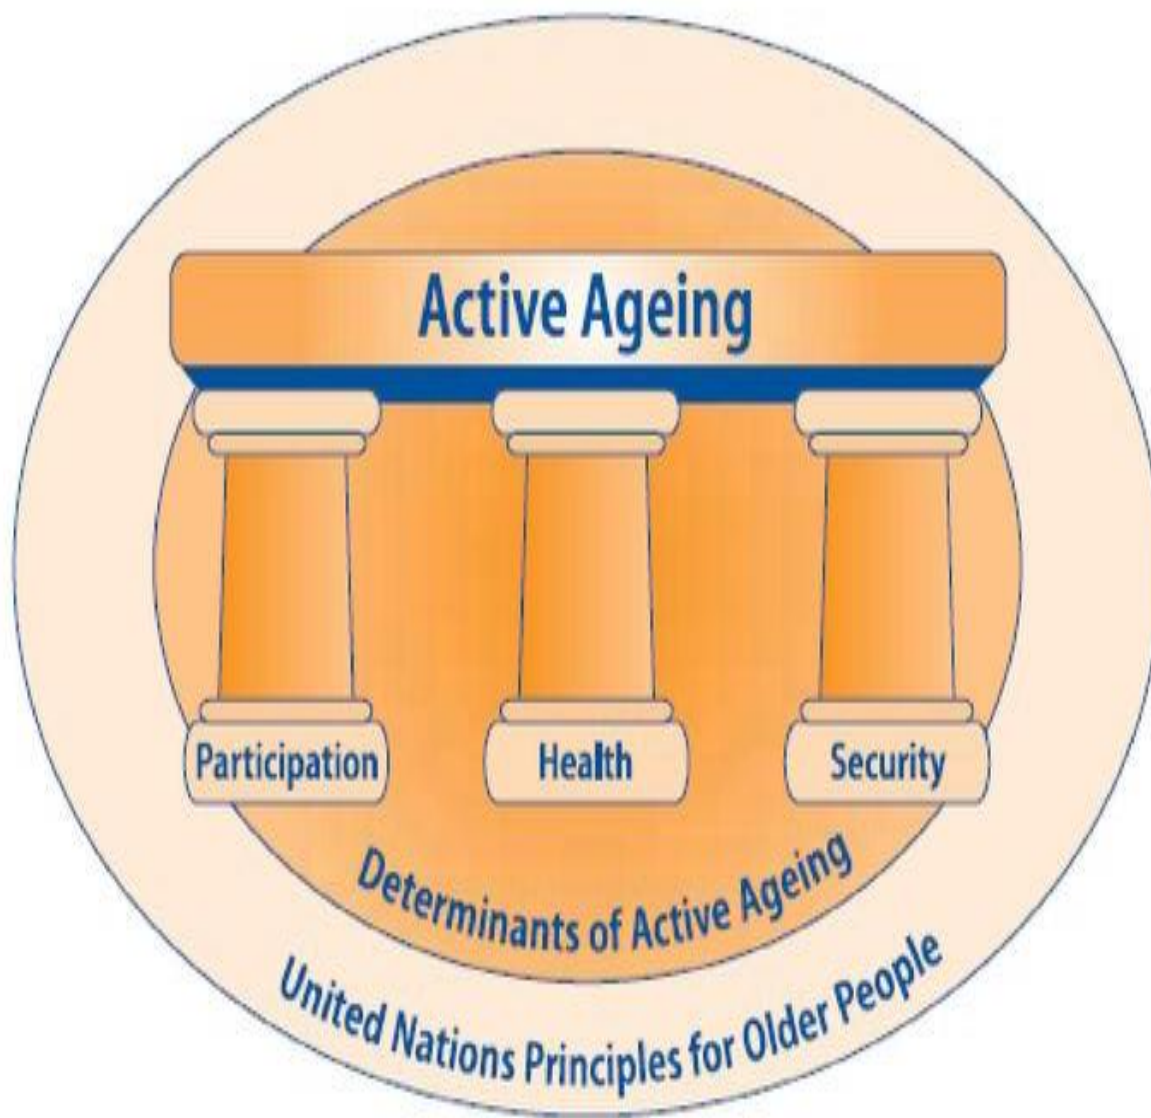 Active Ageing
Participation
Health
Security
Determinants of Active Ageing
United Nations Principles for Older People